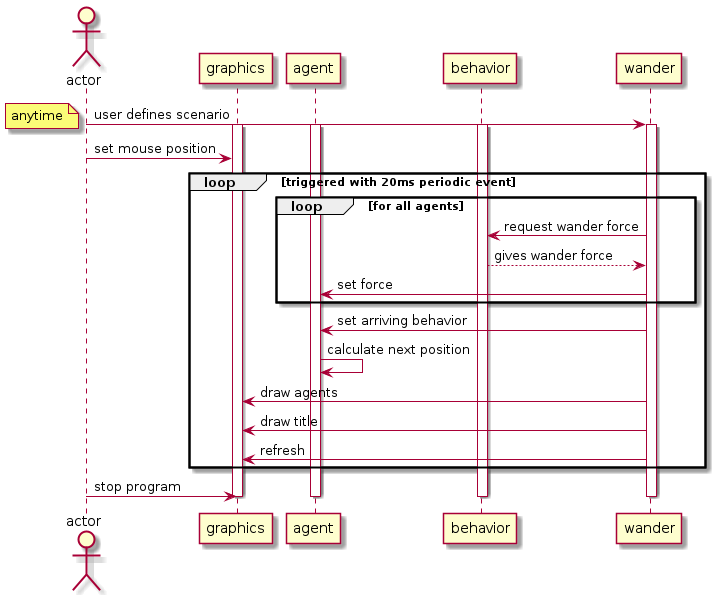 actor
graphics
agent
behavior
wander
anytime
user defines scenario
set mouse position
loop [triggered with 20ms periodic event]
loop [for all agents]
request wander force
gives wander force
set force
set arriving behavior
calculate next position
draw agents
draw title
refresh
stop program
actor
graphics
agent
behavior
wander